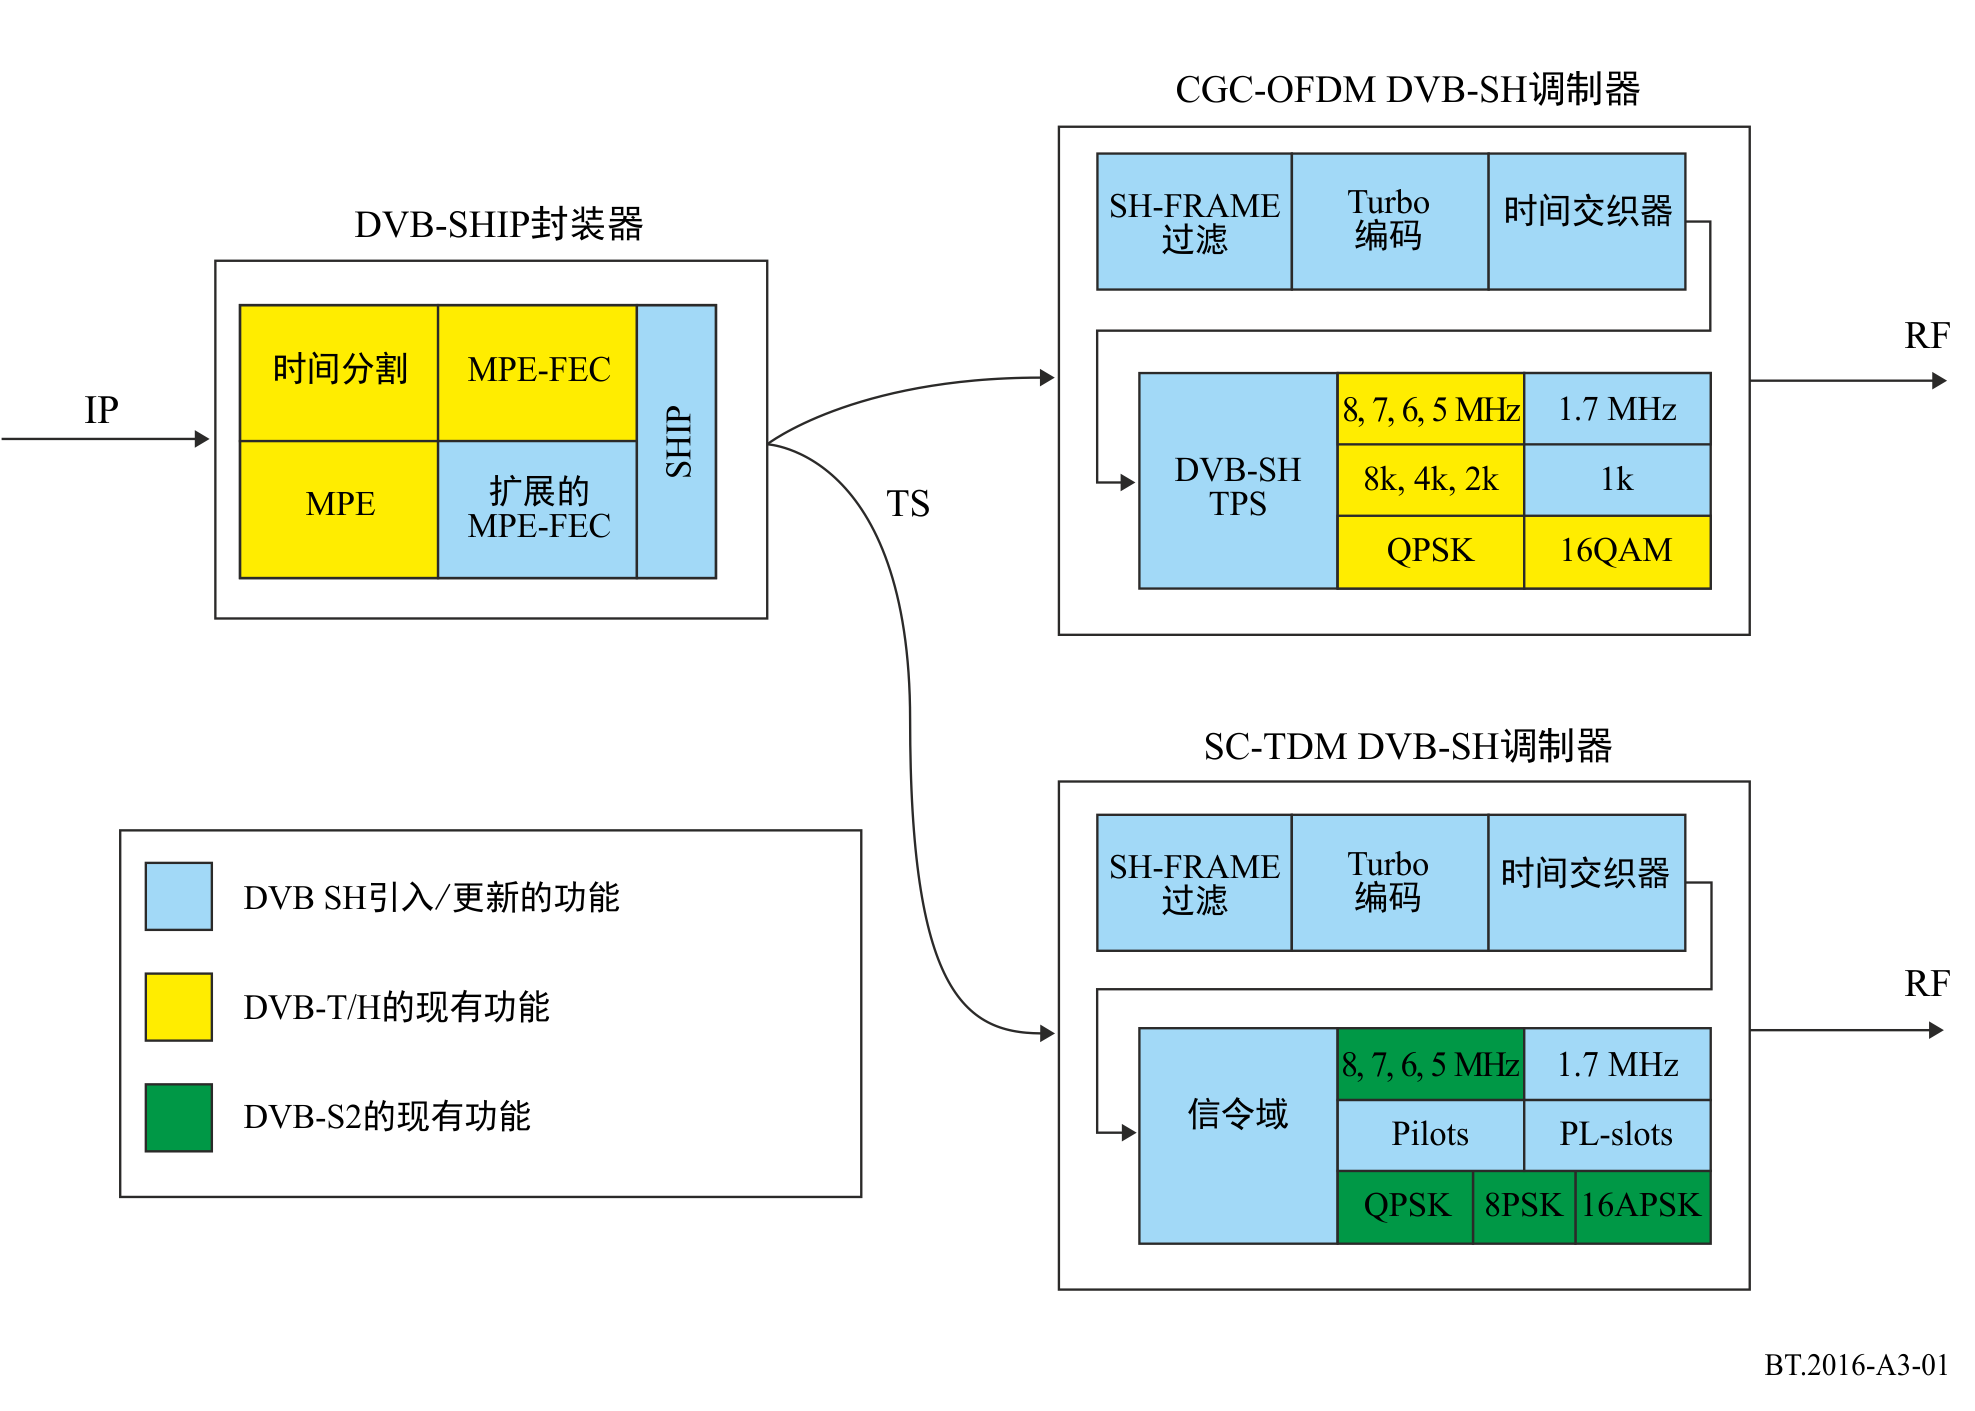 CGC-OFDM DVB-SH调制器
SH-FRAME
过滤
Turbo
编码
时间交织器
DVB-SHIP封装器
时间分割
MPE-FEC
SHIP
MPE
扩展的
MPE-FEC
IP
TS
RF
DVB-SH
TPS
8, 7, 6, 5 MHz
1.7 MHz
8k, 4k, 2k
1k
QPSK
16QAM
SC-TDM DVB-SH调制器
SH-FRAME
过滤
Turbo
编码
时间交织器
RF
信令域
8, 7, 6, 5 MHz
1.7 MHz
Pilots
PL-slots
QPSK
8PSK
16APSK
DVB SH引入/更新的功能
DVB-T/H的现有功能
DVB-S2的现有功能
BT.2016-A3-01